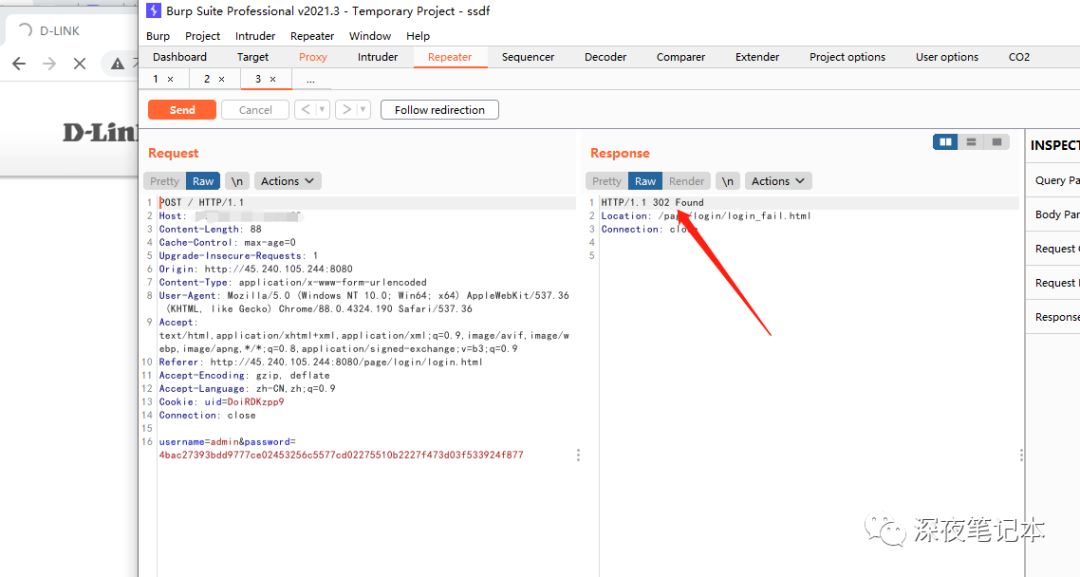 D-LINK
Burp Suite Professional v2021.3 - Temporary Project - ssdf
Burp Project Intruder Repeater Window Help
Dashboard Target Proxy Intruder Repeater Sequencer Decoder Comparer Extender Project options User options CO2
1 × 2 × 3 × ...
Send Cancel < > Follow redirection
D-Lin
Request
Pretty Raw \n Actions
1 POST / HTTP/1.1
2 Host:
3 Content-Length: 88
4 Cache-Control: max-age=0
5 Upgrade-Insecure-Requests: 1
6 Origin: http://45.240.105.244:8080
7 Content-Type: application/x-www-form-urlencoded
8 User-Agent: Mozilla/5.0 (Windows NT 10.0; Win64; x64) AppleWebKit/537.36
(KHTML, like Gecko) Chrome/88.0.4324.190 Safari/537.36
9 Accept:
text/html,application/xhtml+xml,application/xml;q=0.9,image/avif,image/w
ebp,image/apng,*/*;q=0.8,application/signed-exchange;v=b3;q=0.9
10 Referer: http://45.240.105.244:8080/page/login/login.html
11 Accept-Encoding: gzip, deflate
12 Accept-Language: zh-CN,zh;q=0.9
13 Cookie: uid=DoiRDKzpp9
14 Connection: close
15
16 username=admin&password=
4bac27393bdd9777ce02453256c5577cd02275510b2227f473d03f533924f877
Response
Pretty Raw Render \n Actions
1 HTTP/1.1 302 Found
2 Location: /page/login/login_fail.html
3 Connection: close
4
5
INSPECT
Query Pa
Body Par
Request
Request
Response
深夜笔记本